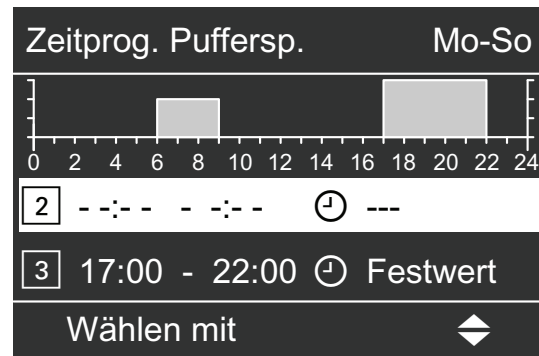 Zeitprog. Puffersp. Mo-So
0 2 4 6 8 10 12 14 16 18 20 22 24
2 - -:- - - -:- - ---
3 17:00 - 22:00 Festwert
Wählen mit